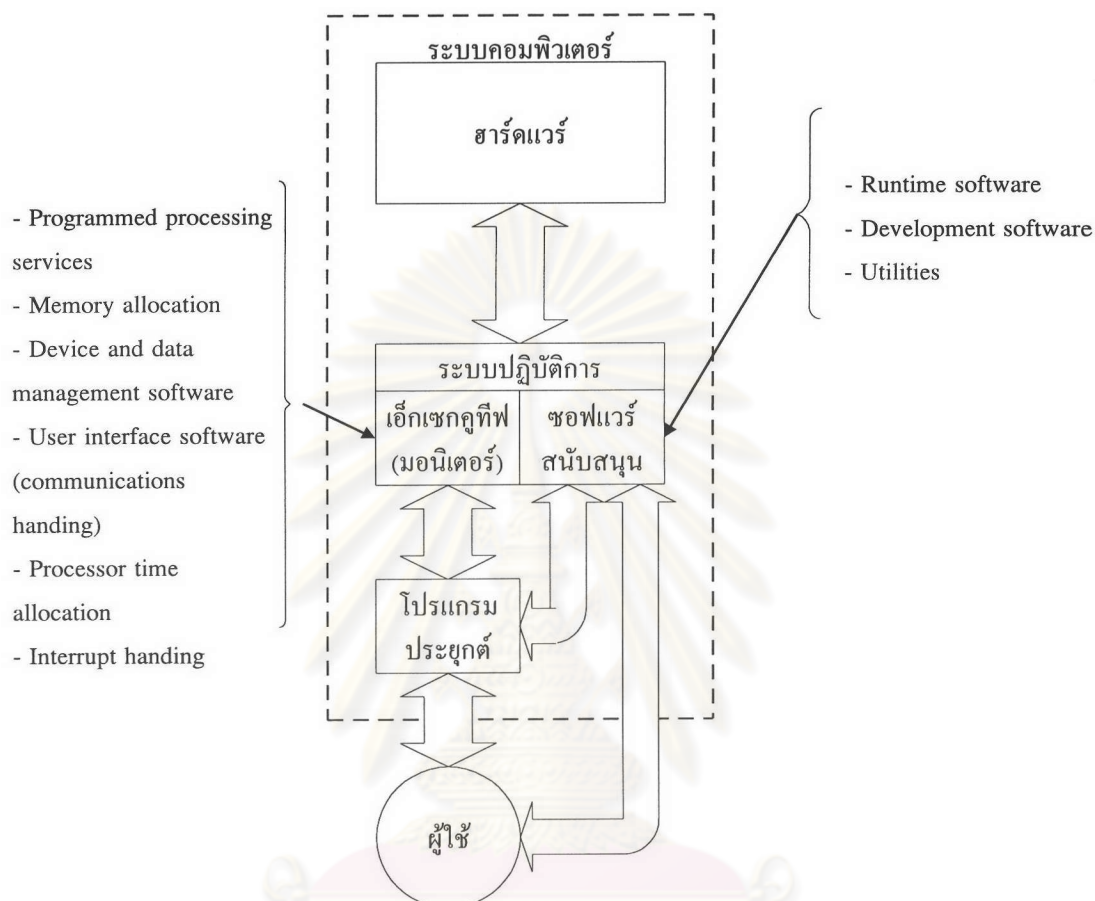 ระบบคอมพิวเตอร์
ฮาร์ดแวร์
- Programmed processing
services
- Memory allocation
- Device and data
management software
- User interface software
(communications
handing)
- Processor time
allocation
- Interrupt handing
- Runtime software
- Development software
- Utilities
ระบบปฏิบัติการ
เอ็กเซกคูทีฟ
(มอนิเตอร์)
ซอฟแวร์
สนับสนุน
โปรแกรม
ประยุกต์
ผู้ใช้